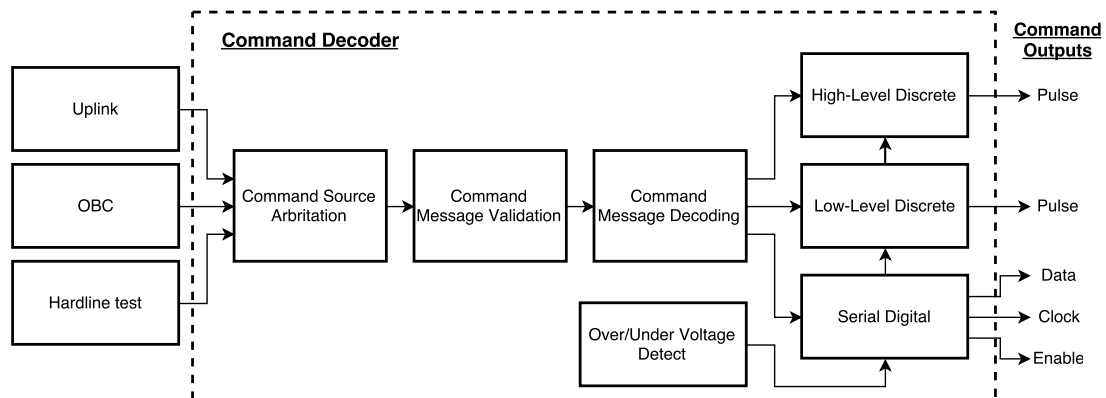 Command Decoder
Command
Outputs
Uplink
OBC
Hardline test
Command Source
Arbritation
Command
Message Validation
Command
Message Decoding
Over/Under Voltage
Detect
High-Level Discrete
Low-Level Discrete
Serial Digital
Pulse
Pulse
Data
Clock
Enable